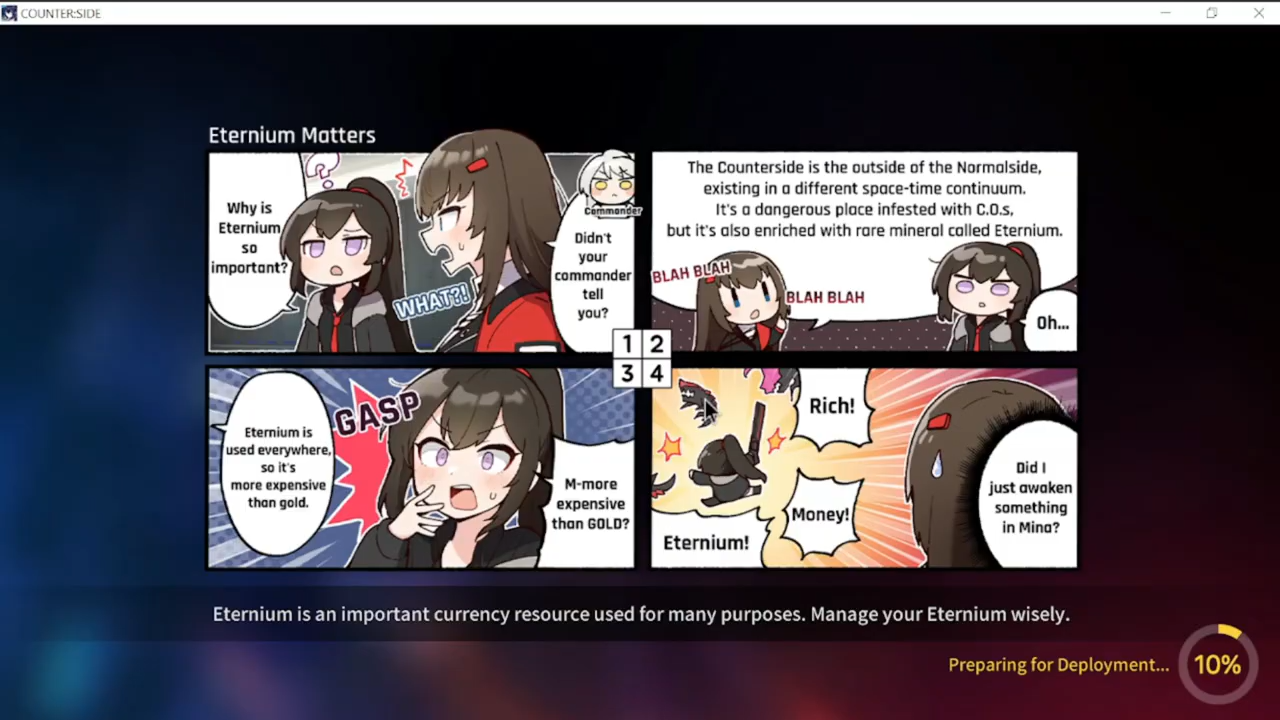 COUNTER:SIDE
Eternium Matters
Why is
Eternium
so
important?
WHAT?!
Commander
Didn't
your
commander
tell
you?
The Counterside is the outside of the Normalside,
existing in a different space-time continuum.
It's a dangerous place infested with C.O.s,
but it's also enriched with rare mineral called Eternium.
BLAH BLAH
BLAH BLAH
Oh...
1 2
3 4
Eternium is
used everywhere,
so it's
more expensive
than gold.
GASP
M-more
expensive
than GOLD?
Rich!
Money!
Eternium!
Did I
just awaken
something
in Mina?
Eternium is an important currency resource used for many purposes. Manage your Eternium wisely.
Preparing for Deployment...
10%